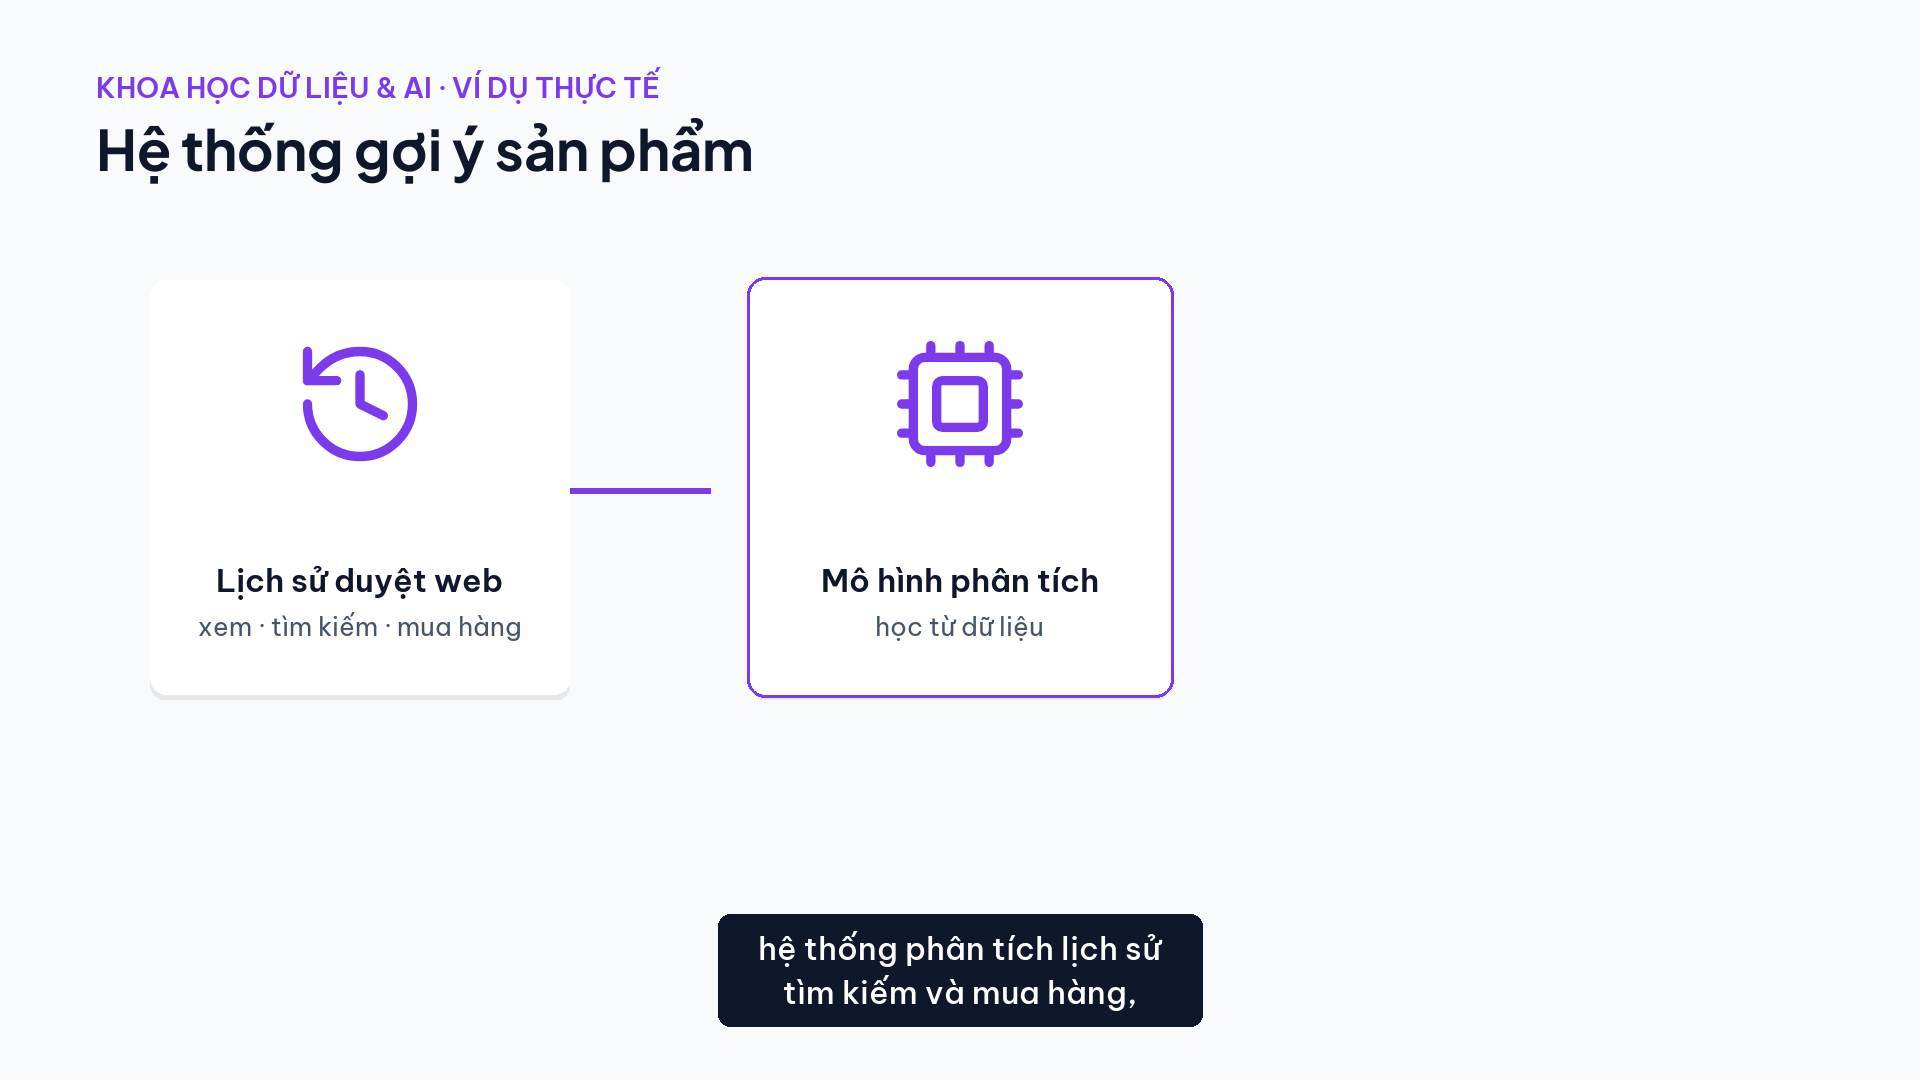 KHOA HỌC DỮ LIỆU & AI · VÍ DỤ THỰC TẾ
Hệ thống gợi ý sản phẩm
Lịch sử duyệt web
xem · tìm kiếm · mua hàng
Mô hình phân tích
học từ dữ liệu
hệ thống phân tích lịch sử
tìm kiếm và mua hàng,